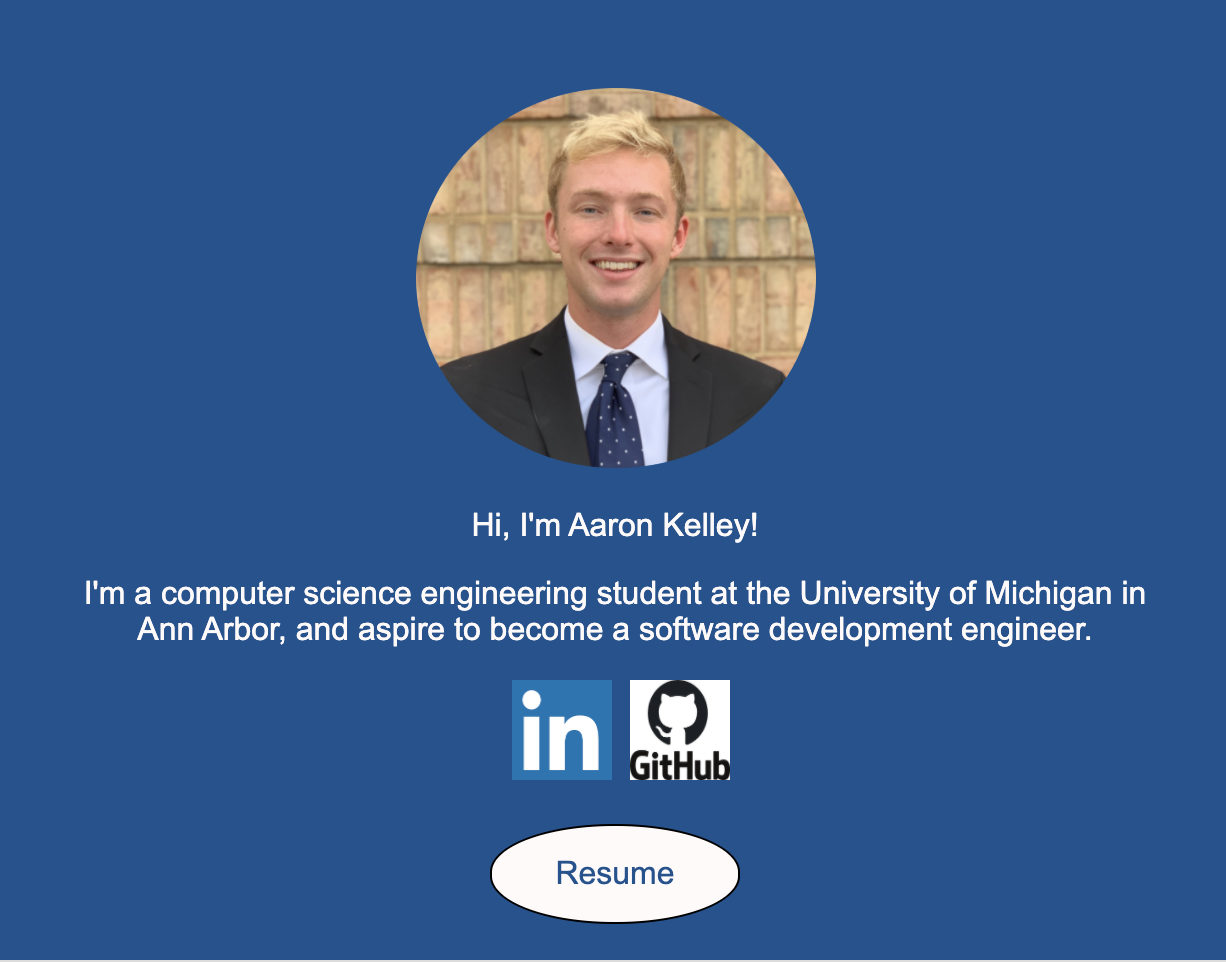 Hi, I'm Aaron Kelley!
I'm a computer science engineering student at the University of Michigan in
Ann Arbor, and aspire to become a software development engineer.
in
GitHub
Resume